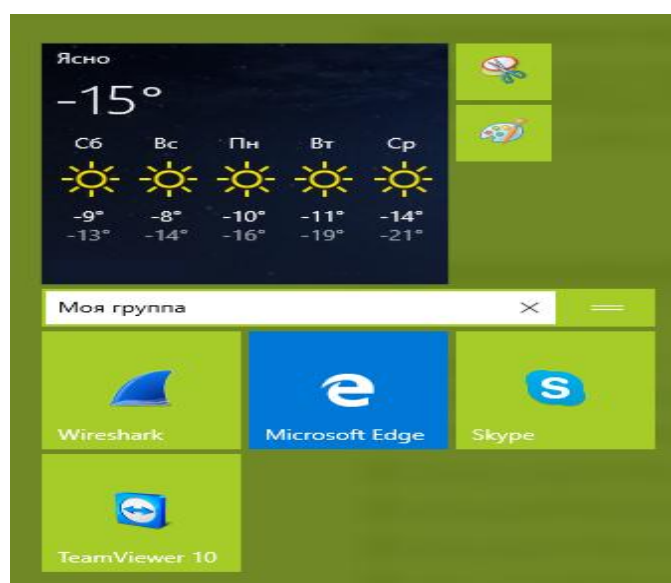 Ясно
-15°
Сб Вс Пн Вт Ср
-9° -8° -10° -11° -14°
-13° -14° -16° -19° -21°
Моя группа
Wireshark Microsoft Edge Skype
TeamViewer 10